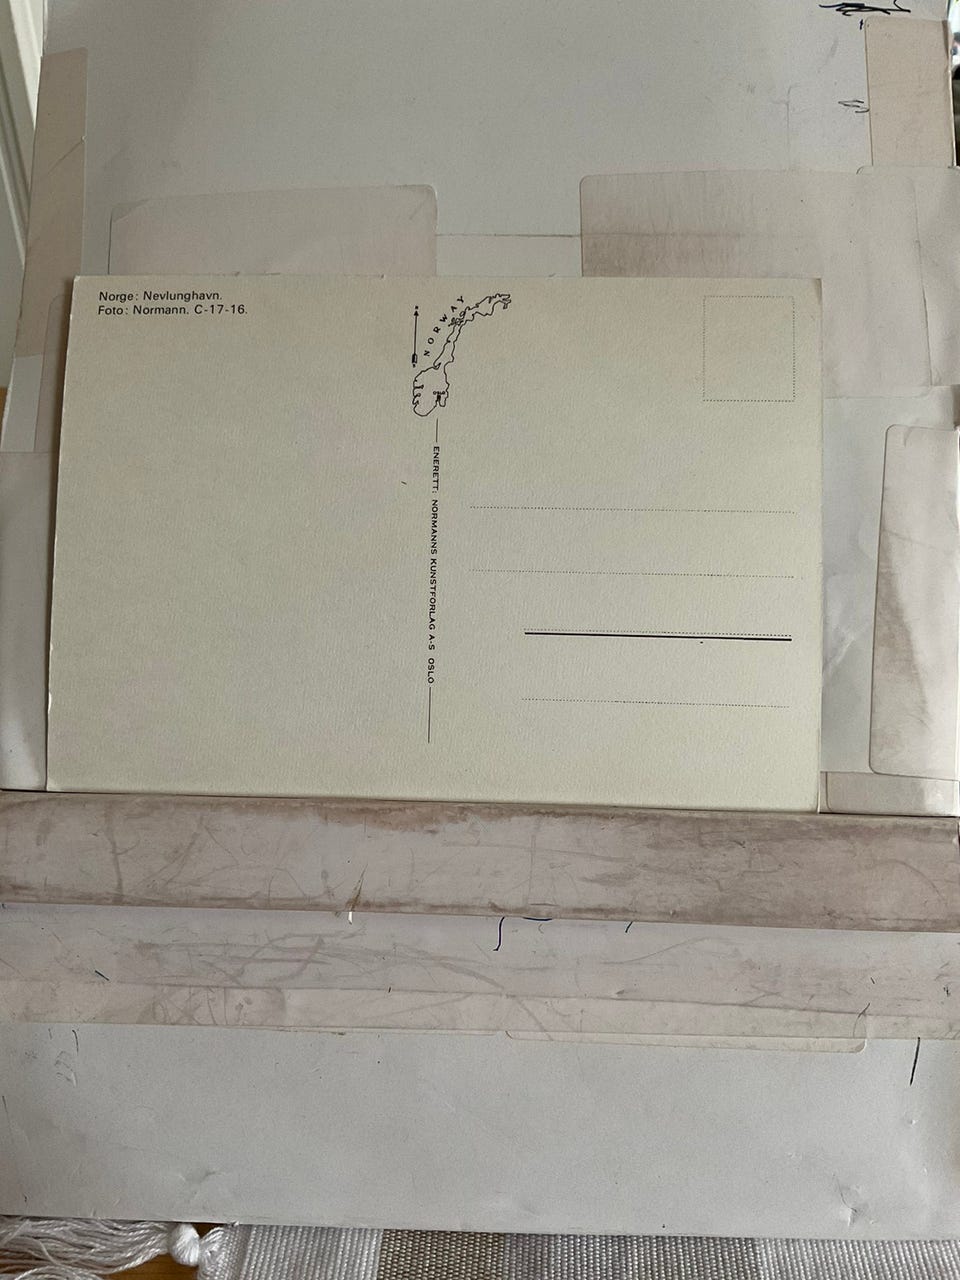 Norge: Nevlunghavn.
Foto: Normann. C-17-16.
NORWAY
ENERETT: NORMANNS KUNSTFORLAG A-S OSLO